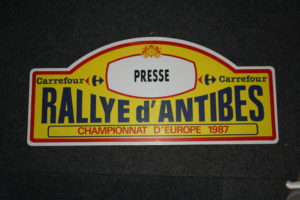 PRESSE
Carrefour Carrefour
RALLYE d'ANTIBES
CHAMPIONNAT D'EUROPE 1987